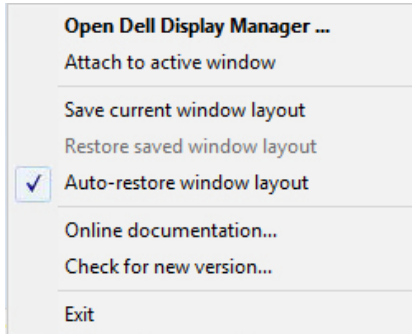 Open Dell Display Manager ...
Attach to active window
Save current window layout
Restore saved window layout
Auto-restore window layout
Online documentation...
Check for new version...
Exit